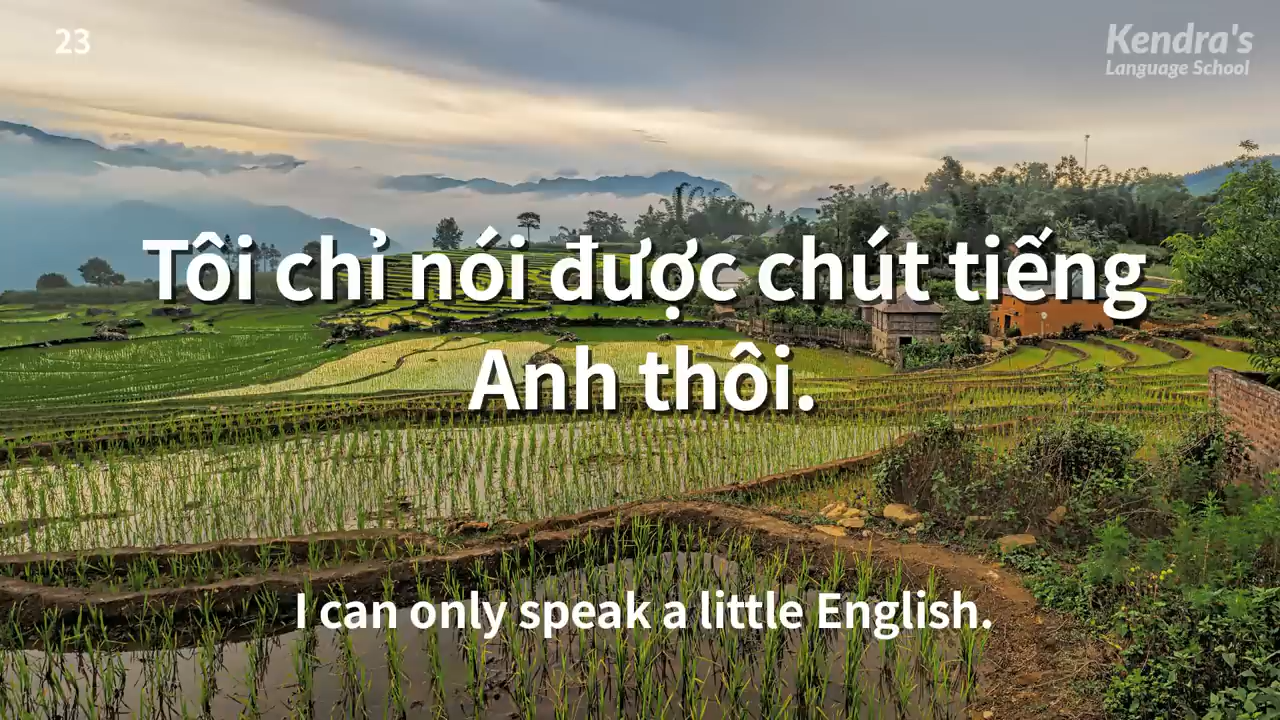 23
Kendra's
Language School
Tôi chỉ nói được chút tiếng
Anh thôi.
I can only speak a little English.